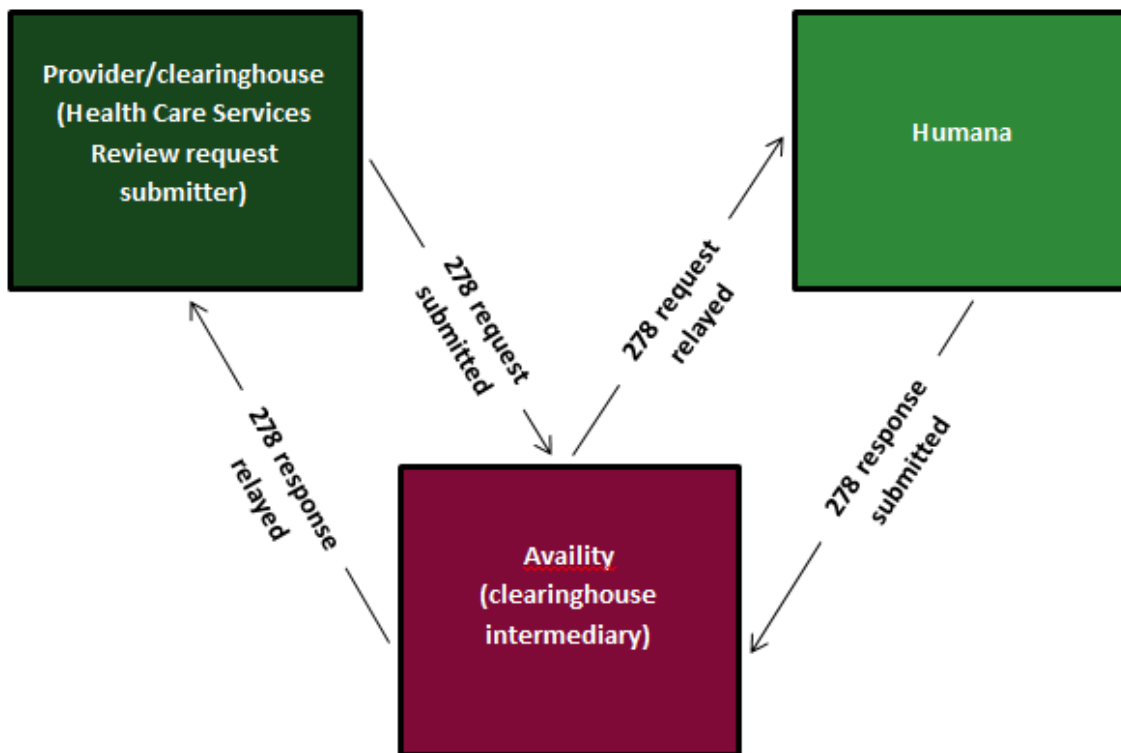 Provider/clearinghouse
(Health Care Services
Review request
submitter)
Humana
278 request
submitted
278 request
relayed
278 response
relayed
278 response
submitted
Availity
(clearinghouse
intermediary)